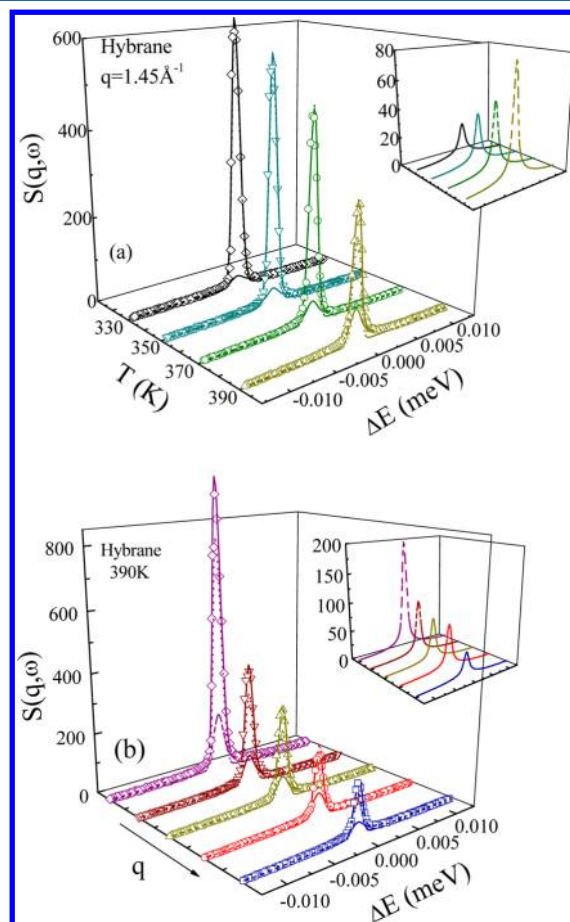 600
400
200
0
Hybrane
q=1.45Å⁻¹
S(q,ω)
(a)
330
350
370
390
T (K)
-0.010
-0.005
0.000
0.005
0.010
ΔE (meV)
80
60
40
20
0
800
600
400
200
0
Hybrane
390K
S(q,ω)
(b)
q
-0.010
-0.005
0.000
0.005
0.010
ΔE (meV)
200
150
100
50
0